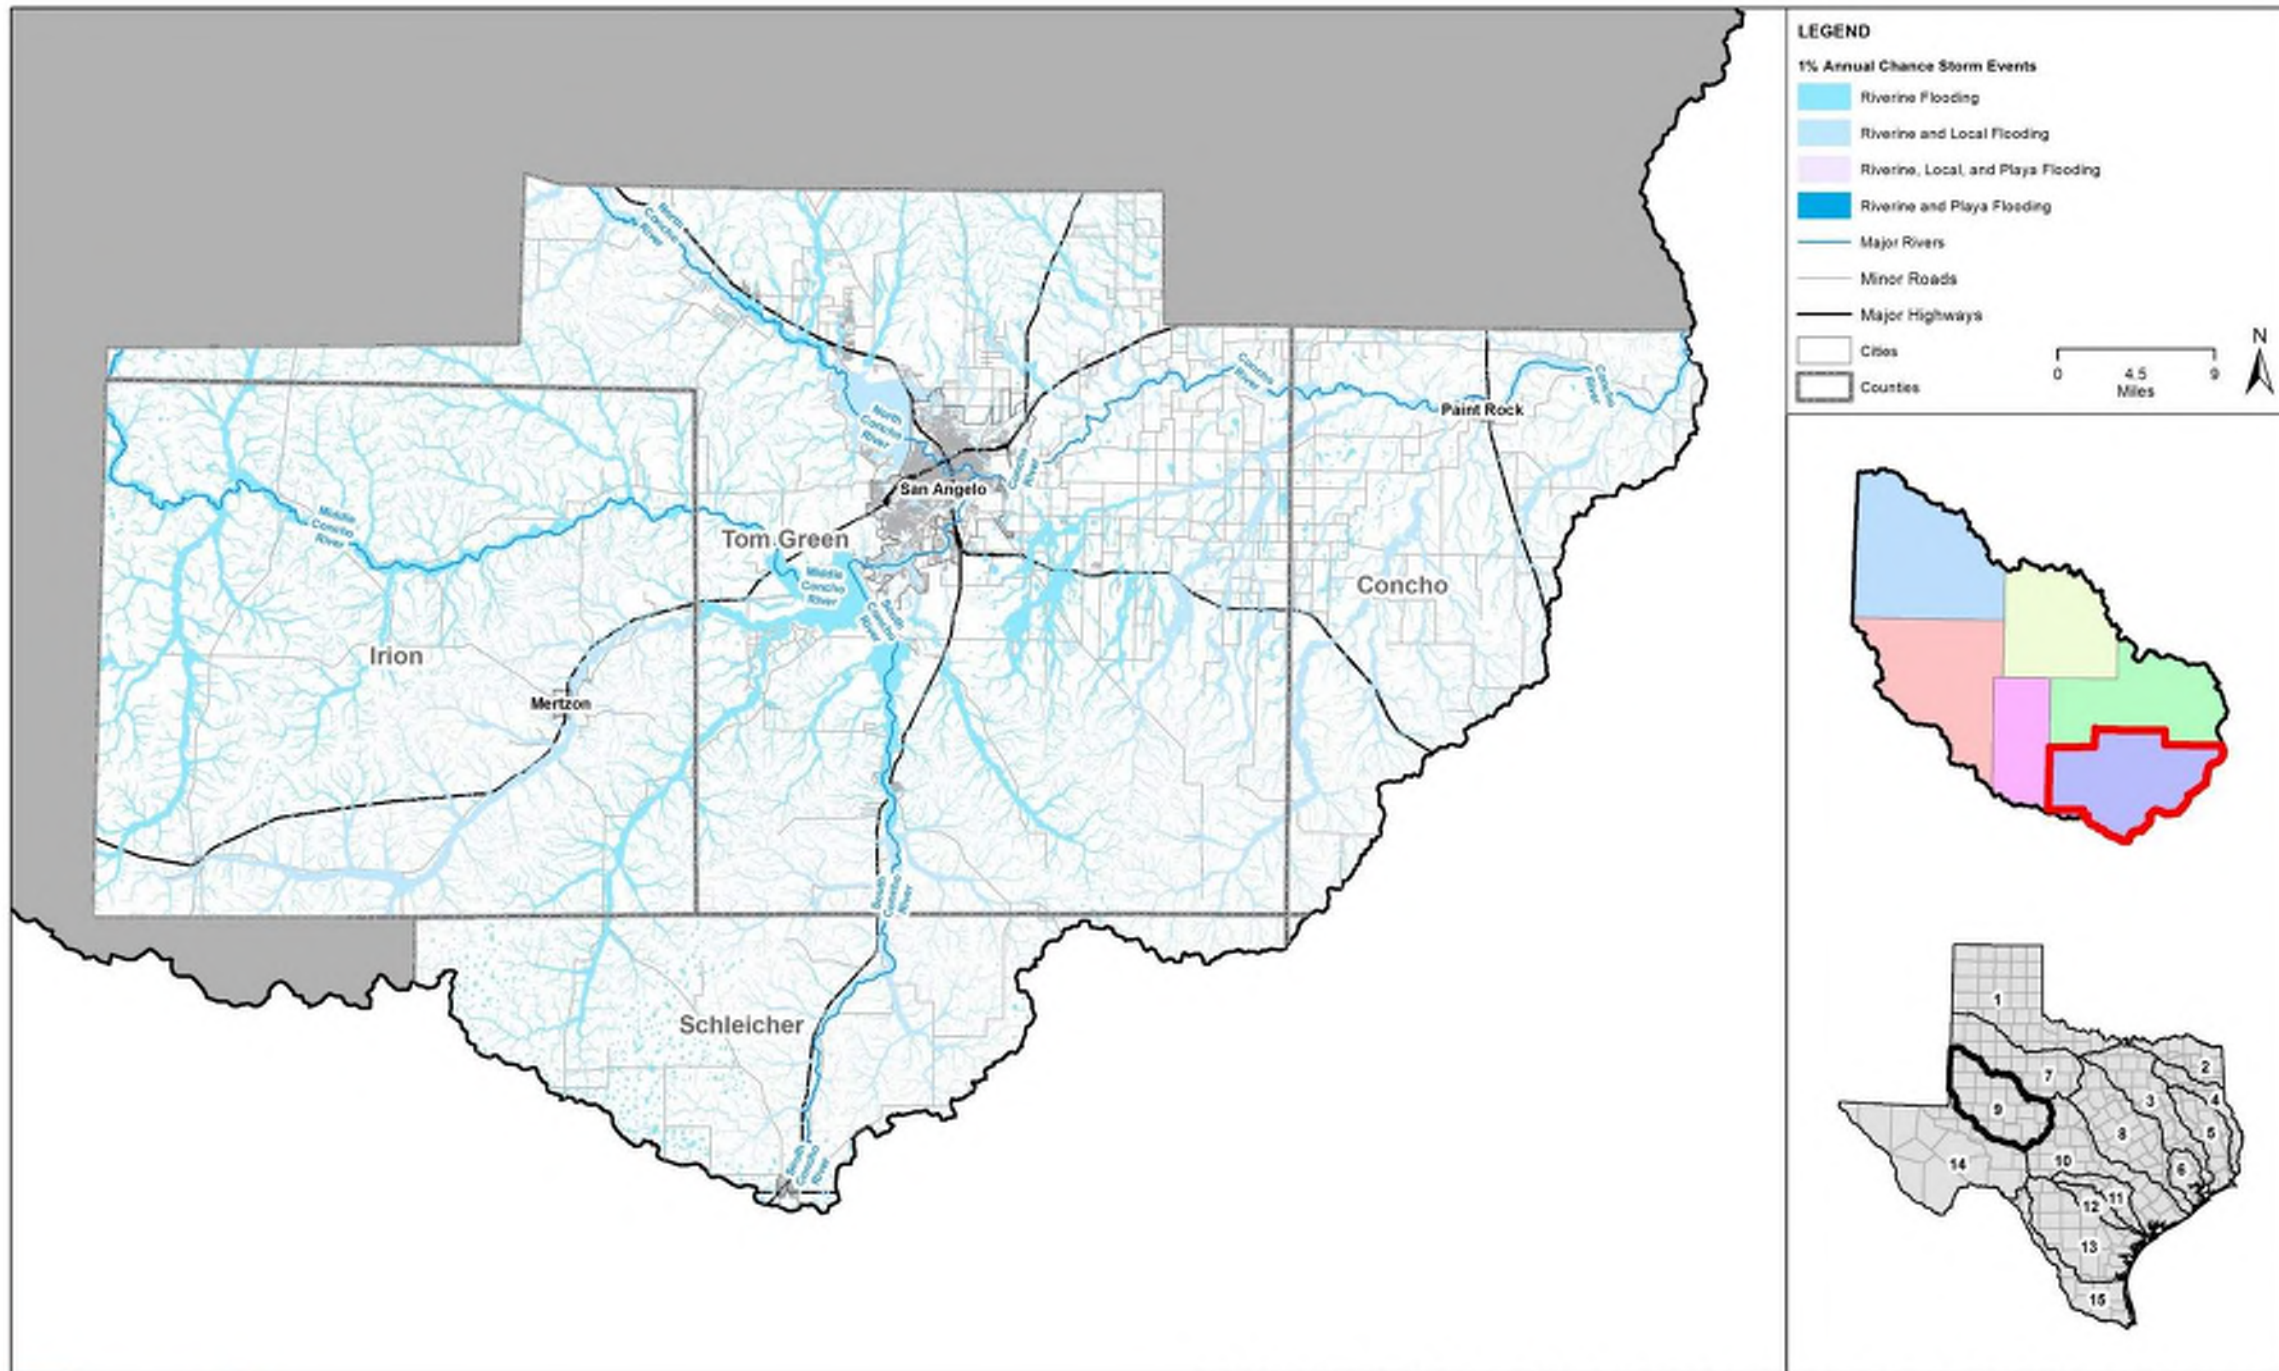 North
Concho
River
North
Concho
River
Concho
River
Concho
River
Paint Rock
Concho
River
San Angelo
Middle
Concho
River
Tom Green
Middle
Concho
River
South
Concho
River
Concho
Irion
Mertzon
South
Concho
River
Schleicher
South
Concho
River
LEGEND
1% Annual Chance Storm Events
Riverine Flooding
Riverine and Local Flooding
Riverine, Local, and Playa Flooding
Riverine and Playa Flooding
Major Rivers
Minor Roads
Major Highways
Cities
Counties
N
0 4.5 9
Miles
1
2
7
3
4
9
8
5
14
10
6
11
12
13
15